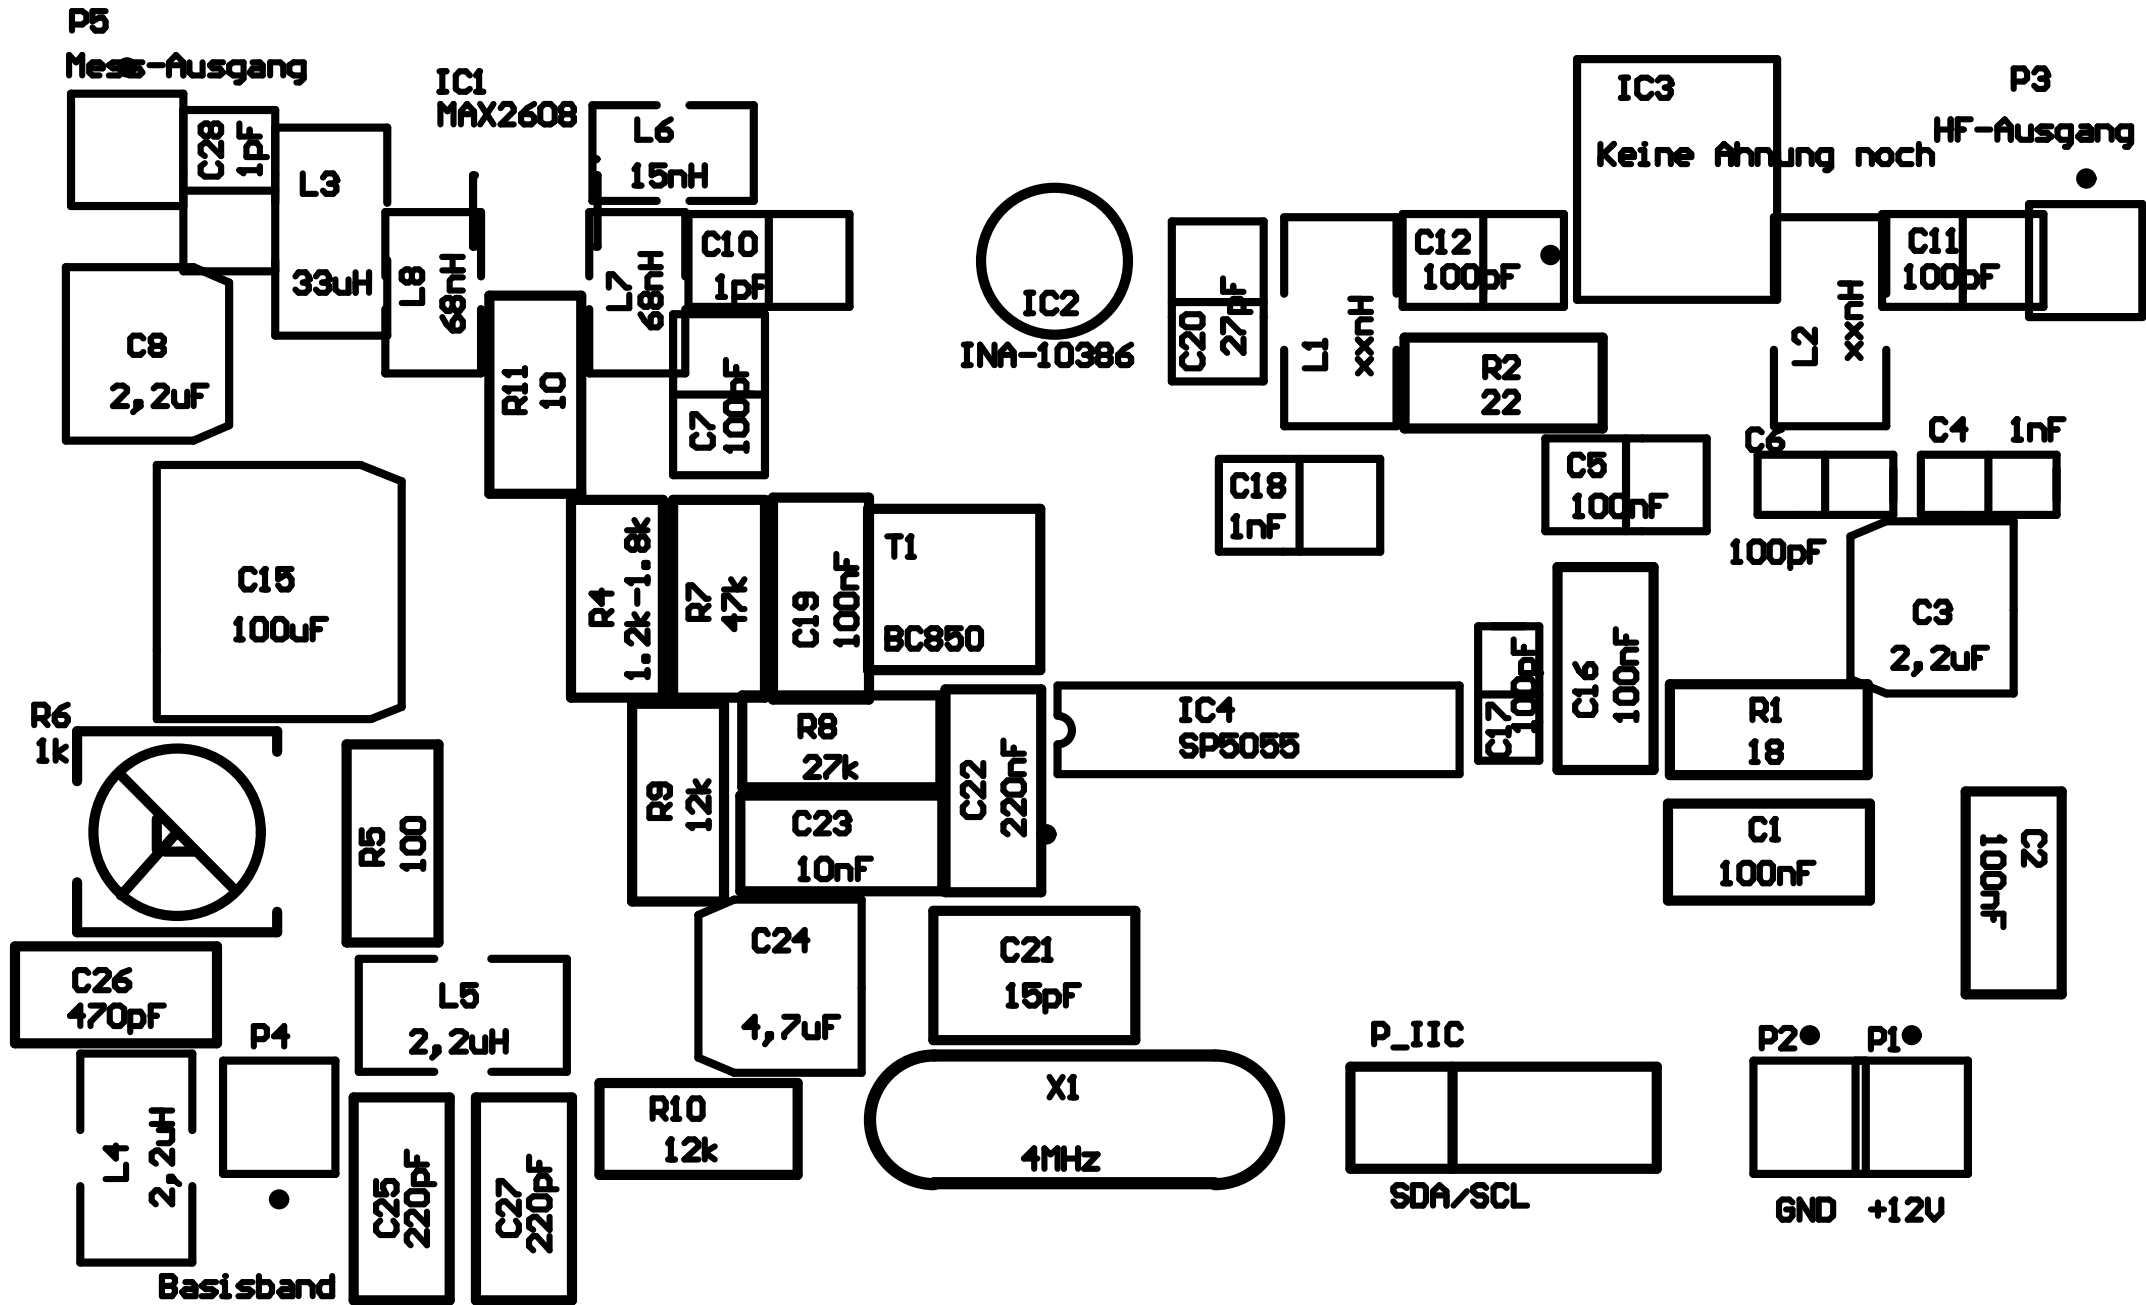 P5
Mess-Ausgang
IC1
MAX2608
C28
1pF
L3
33uH
L6
15nH
IC3
Keine Ahnung noch
P3
HF-Ausgang
L8
68nH
L7
68nH
C10
1pF
IC2
INA-10386
C20
27pF
L1
xxnH
C12
100pF
L2
xxnH
C11
100pF
C8
2,2uF
R11
10
C7
100pF
R2
22
C6
100pF
C4 1nF
C5
100nF
C18
1nF
C15
100uF
R4
1.2k-1.8k
R7
47k
C19
100nF
T1
BC850
C3
2,2uF
C17
100pF
C16
100nF
R1
18
IC4
SP5055
R6
1k
R5
100
R9
12k
R8
27k
C22
220nF
C23
10nF
C1
100nF
C2
100nF
C24
4,7uF
C21
15pF
C26
470pF
L5
2,2uH
P4
Basisband
L4
2,2uH
C25
220pF
C27
220pF
R10
12k
X1
4MHz
P_IIC
SDA/SCL
P2
GND
P1
+12V